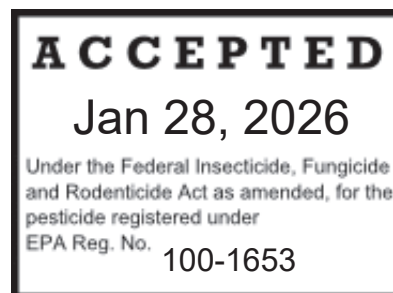 ACCEPTED
Jan 28, 2026
Under the Federal Insecticide, Fungicide
and Rodenticide Act as amended, for the
pesticide registered under
EPA Reg. No. 100-1653